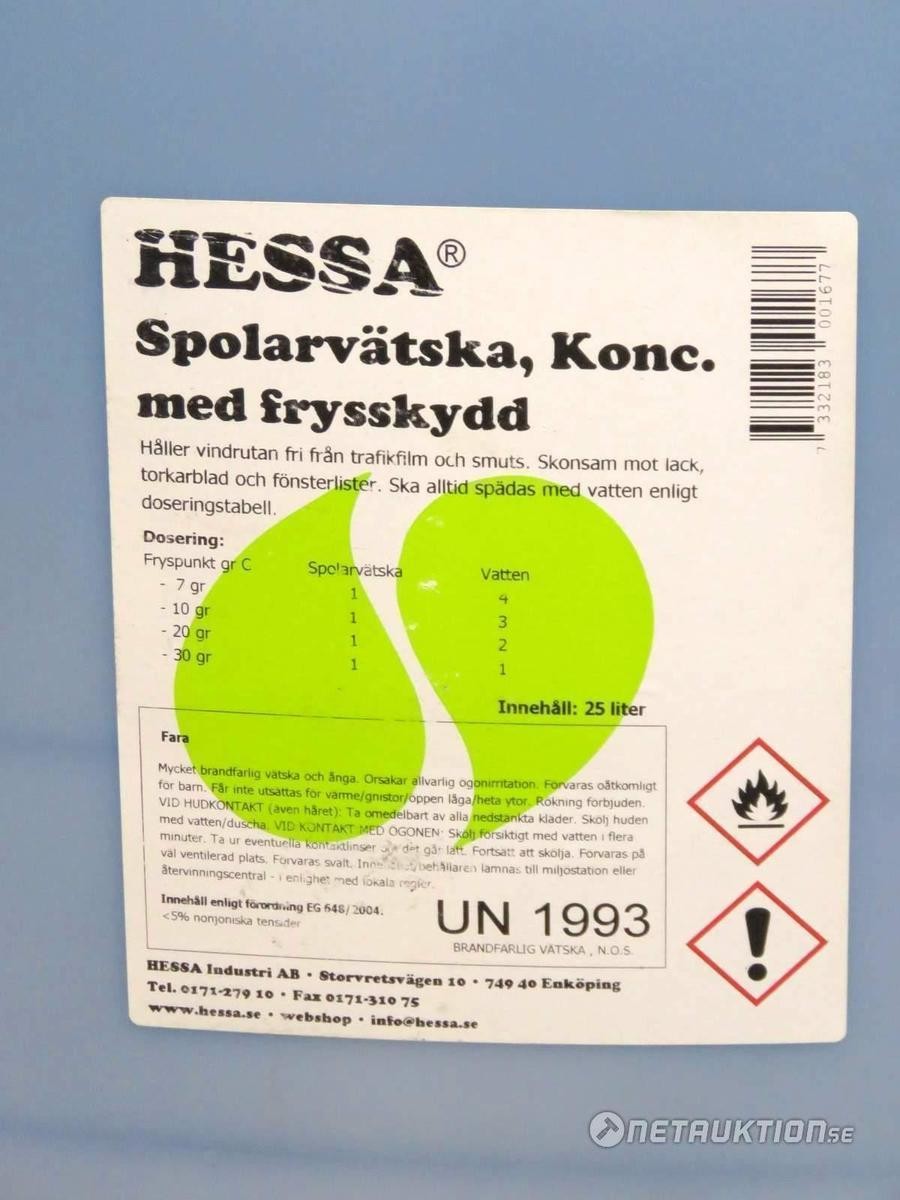 HESSA®
Spolarvätska, Konc.
med frysskydd
Håller vindrutan fri från trafikfilm och smuts. Skonsam mot lack,
torkarblad och fönsterlister. Ska alltid spädas med vatten enligt
doseringstabell.
Dosering:
Fryspunkt gr C Spolarvätska Vatten
- 7 gr 1 4
- 10 gr 1 3
- 20 gr 1 2
- 30 gr 1 1
Innehåll: 25 liter
Fara
Mycket brandfarlig vätska och ånga. Orsakar allvarlig ögonirritation. Förvaras oåtkomligt
för barn. Får inte utsättas för värme/gnistor/öppen låga/heta ytor. Rökning förbjuden.
VID HUDKONTAKT (även håret): Ta omedelbart av alla nedstänkta kläder. Skölj huden
med vatten/duscha. VID KONTAKT MED ÖGONEN: Skölj försiktigt med vatten i flera
minuter. Ta ur eventuella kontaktlinser om det går lätt. Fortsätt att skölja. Förvaras på
väl ventilerad plats. Förvaras svalt. Innehållet/behållaren lämnas till miljöstation eller
återvinningscentral - i enlighet med lokala regler.
Innehåll enligt förordning EG 648/2004.
<5% nonjoniska tensider
UN 1993
BRANDFARLIG VÄTSKA, N.O.S.
HESSA Industri AB • Storvretsvägen 10 • 749 40 Enköping
Tel. 0171-279 10 • Fax 0171-310 75
www.hessa.se • webshop • info@hessa.se
7 332183 001677
NETAUKTION.SE